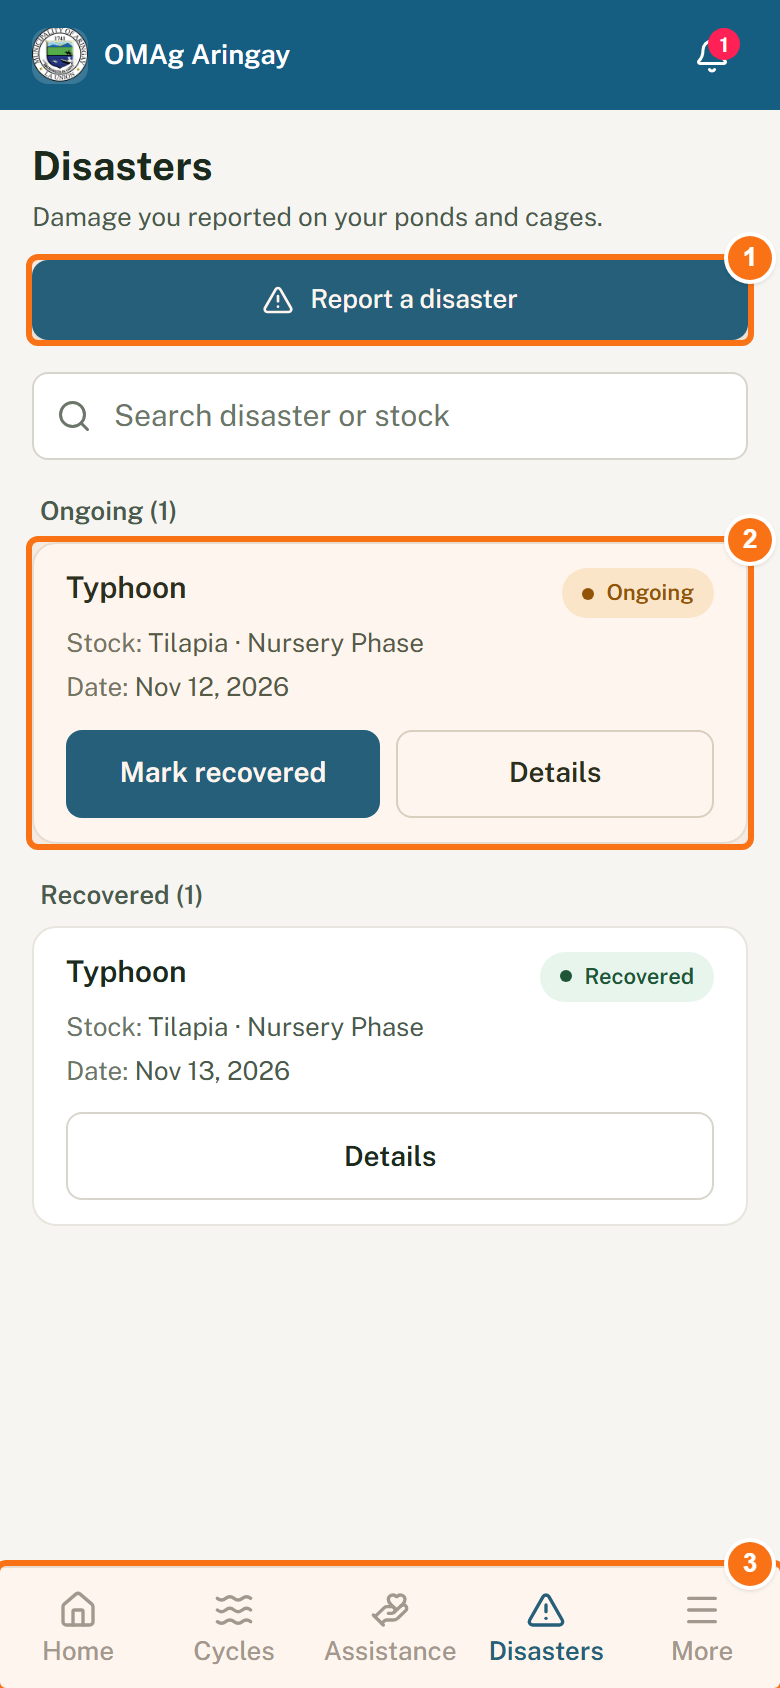 OMAg Aringay
1
Disasters
Damage you reported on your ponds and cages.
1
Report a disaster
Search disaster or stock
Ongoing (1)
2
Typhoon
Ongoing
Stock: Tilapia · Nursery Phase
Date: Nov 12, 2026
Mark recovered
Details
Recovered (1)
Typhoon
Recovered
Stock: Tilapia · Nursery Phase
Date: Nov 13, 2026
Details
3
Home
Cycles
Assistance
Disasters
More